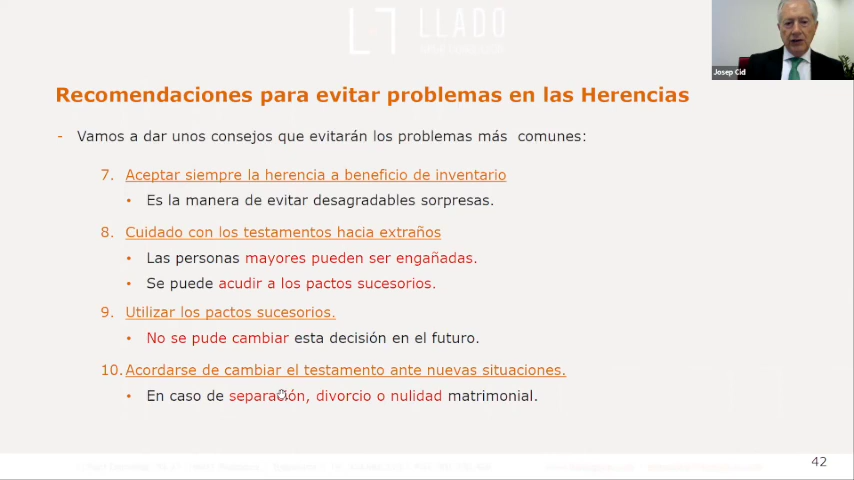 LLADO
Josep Cid
Recomendaciones para evitar problemas en las Herencias
- Vamos a dar unos consejos que evitarán los problemas más comunes:
7. Aceptar siempre la herencia a beneficio de inventario
• Es la manera de evitar desagradables sorpresas.
8. Cuidado con los testamentos hacia extraños
• Las personas mayores pueden ser engañadas.
• Se puede acudir a los pactos sucesorios.
9. Utilizar los pactos sucesorios.
• No se pude cambiar esta decisión en el futuro.
10. Acordarse de cambiar el testamento ante nuevas situaciones.
• En caso de separación, divorcio o nulidad matrimonial.
42